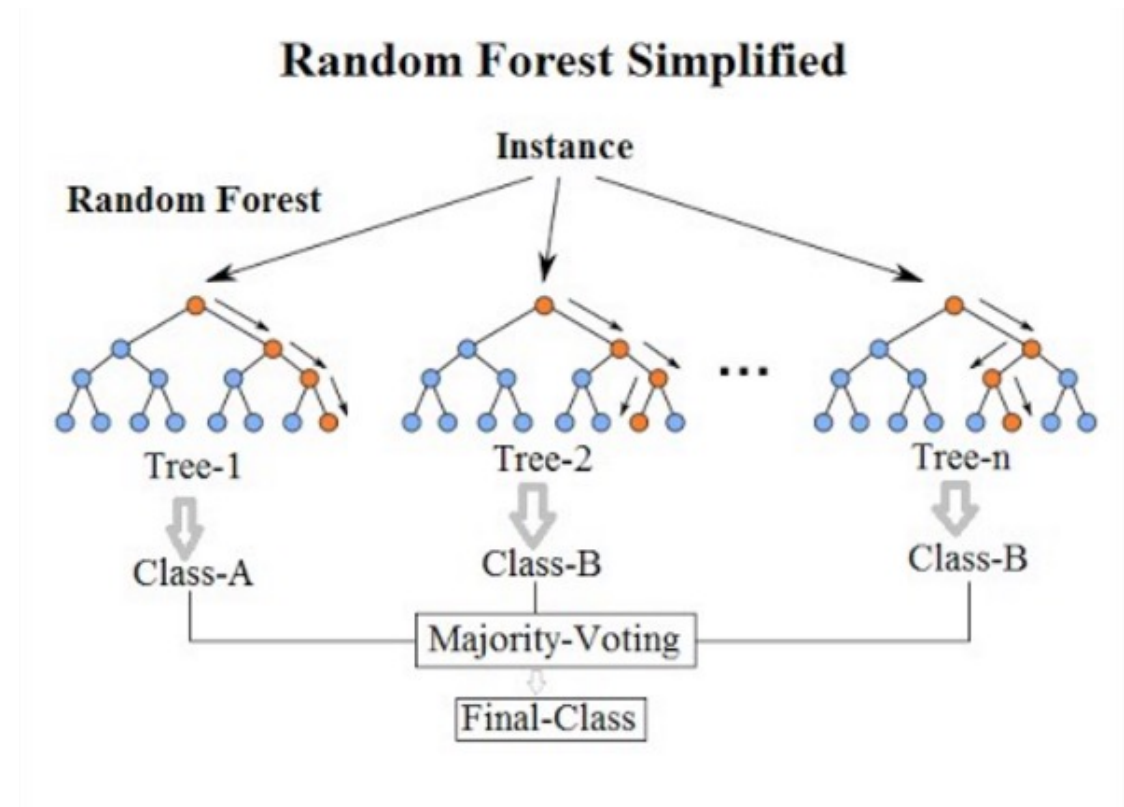 Random Forest Simplified
Instance
Random Forest
...
Tree-1
Tree-2
Tree-n
Class-A
Class-B
Class-B
Majority-Voting
Final-Class